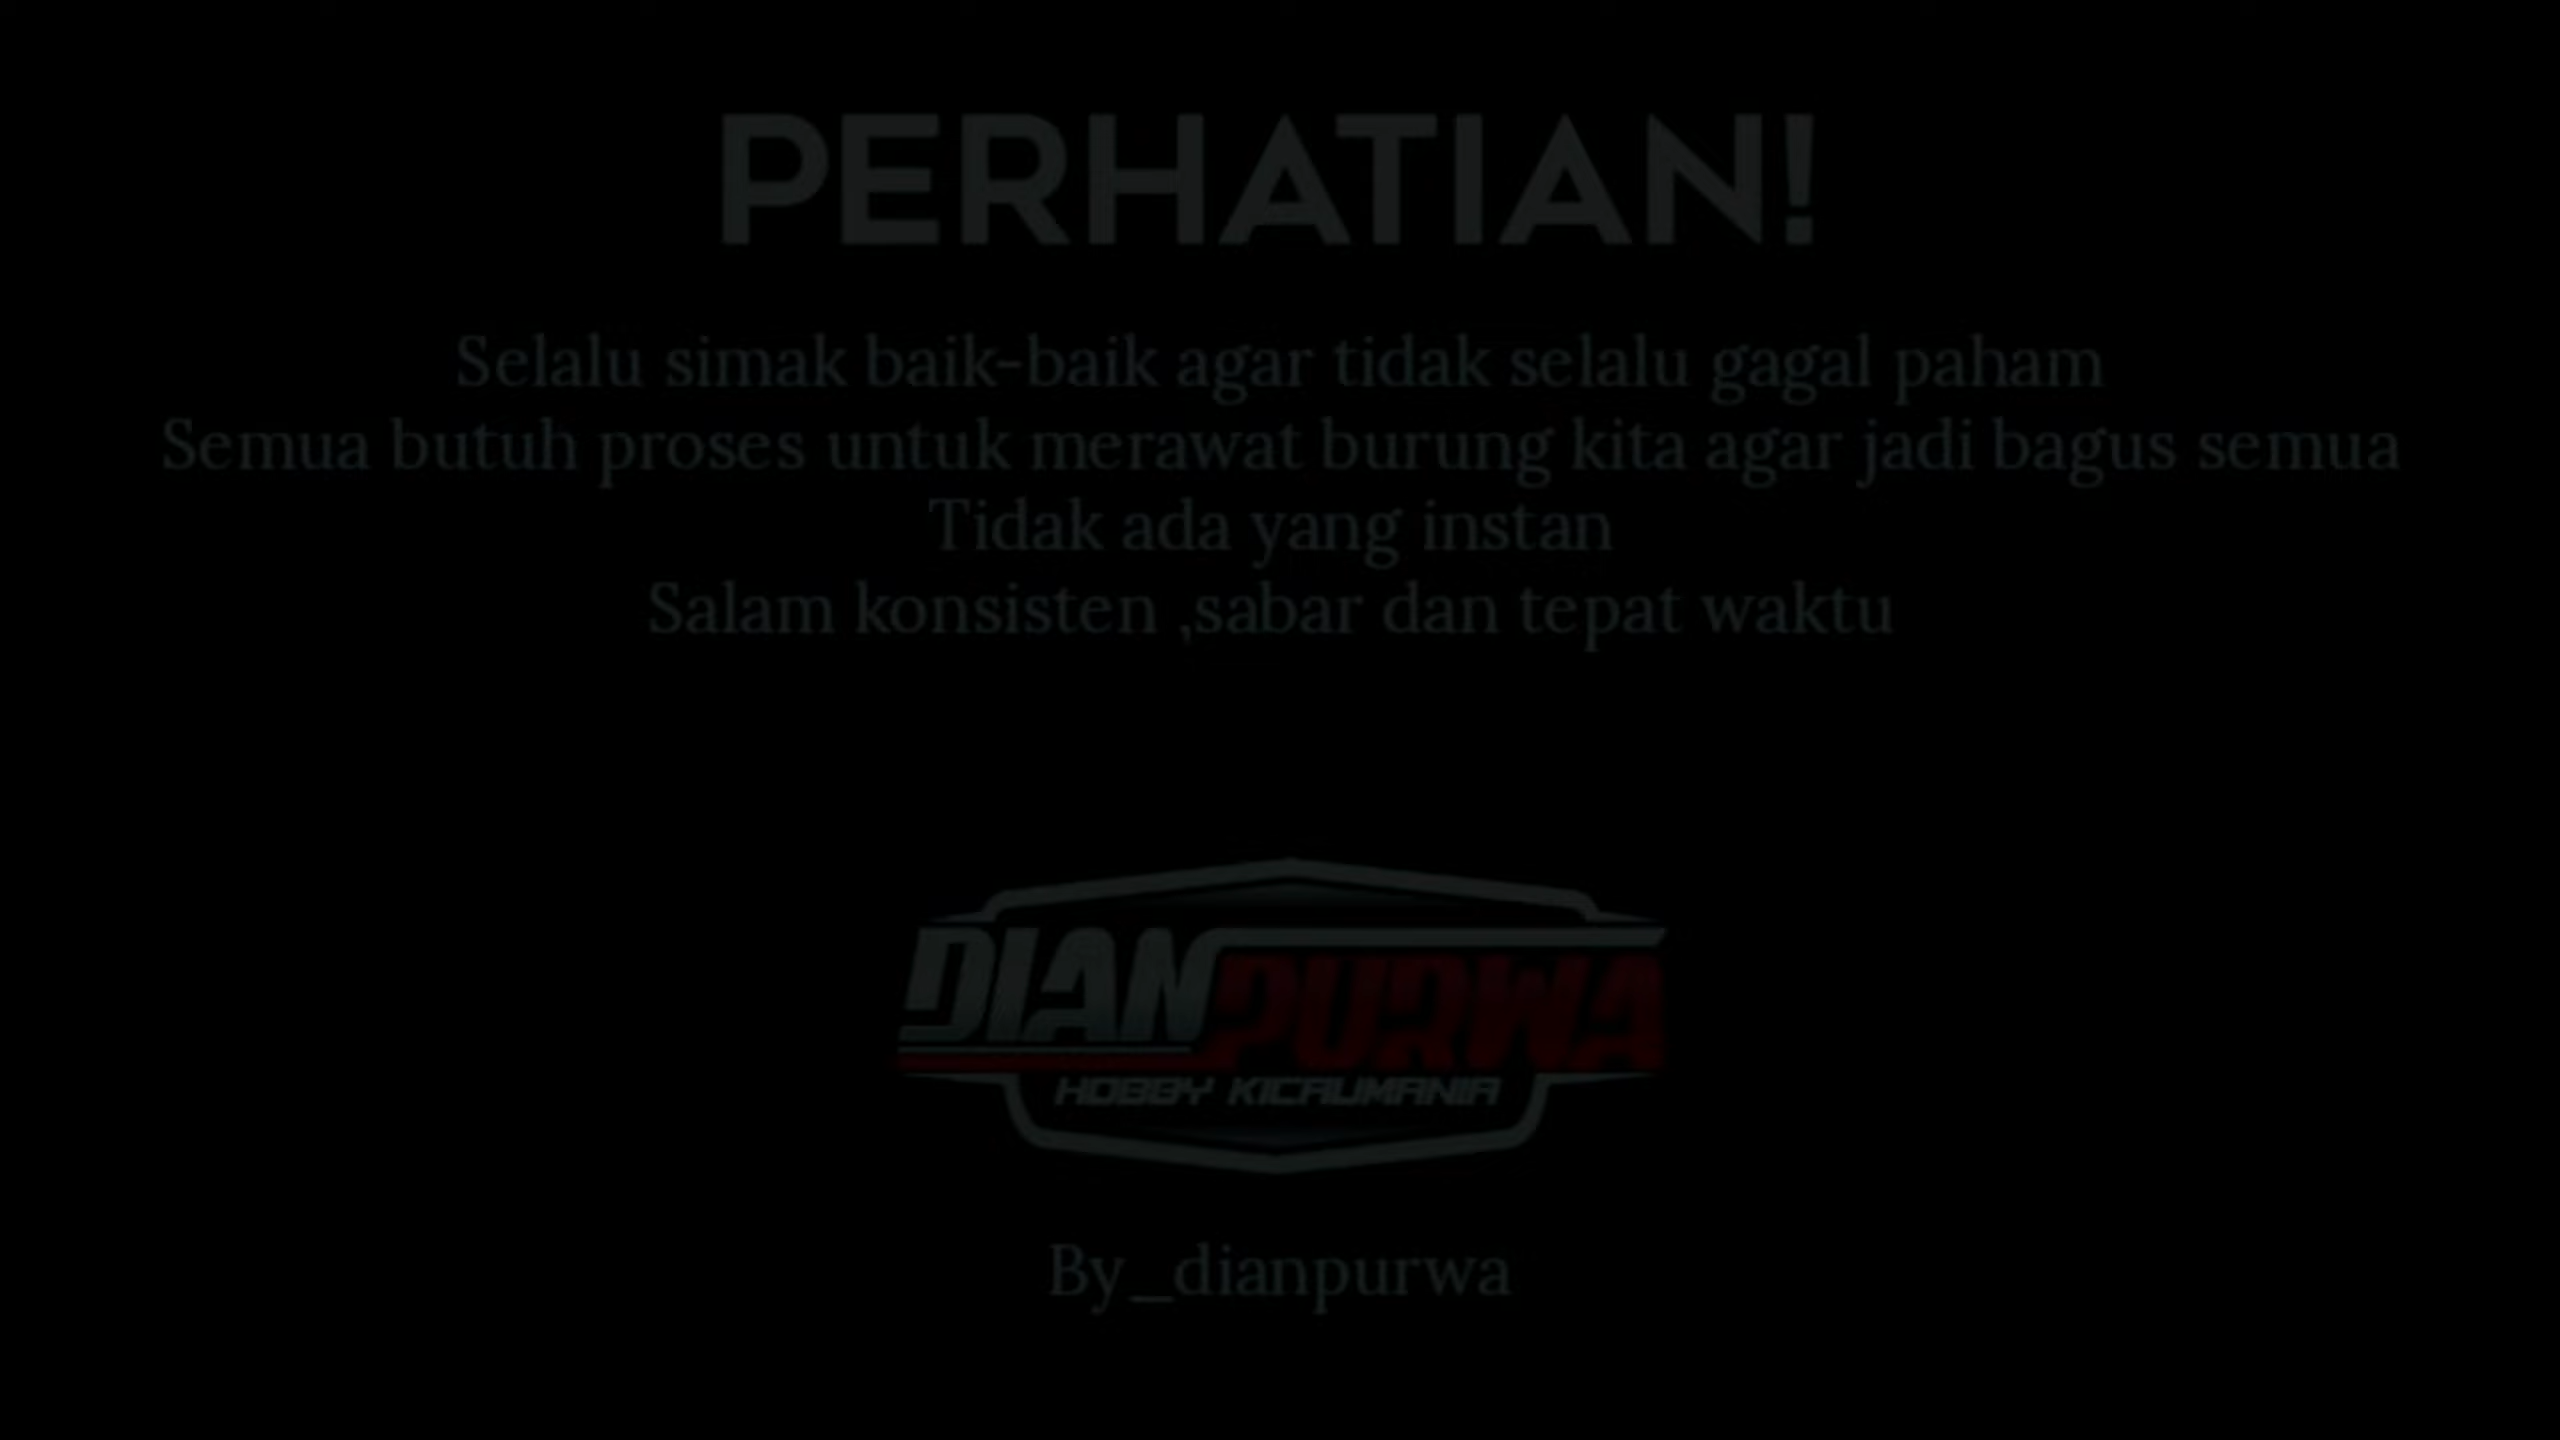 PERHATIAN!
Selalu simak baik-baik agar tidak selalu gagal paham
Semua butuh proses untuk merawat burung kita agar jadi bagus semua
Tidak ada yang instan
Salam konsisten ,sabar dan tepat waktu
DIAN PURWA
HOBBY KICAUMANIA
By_dianpurwa